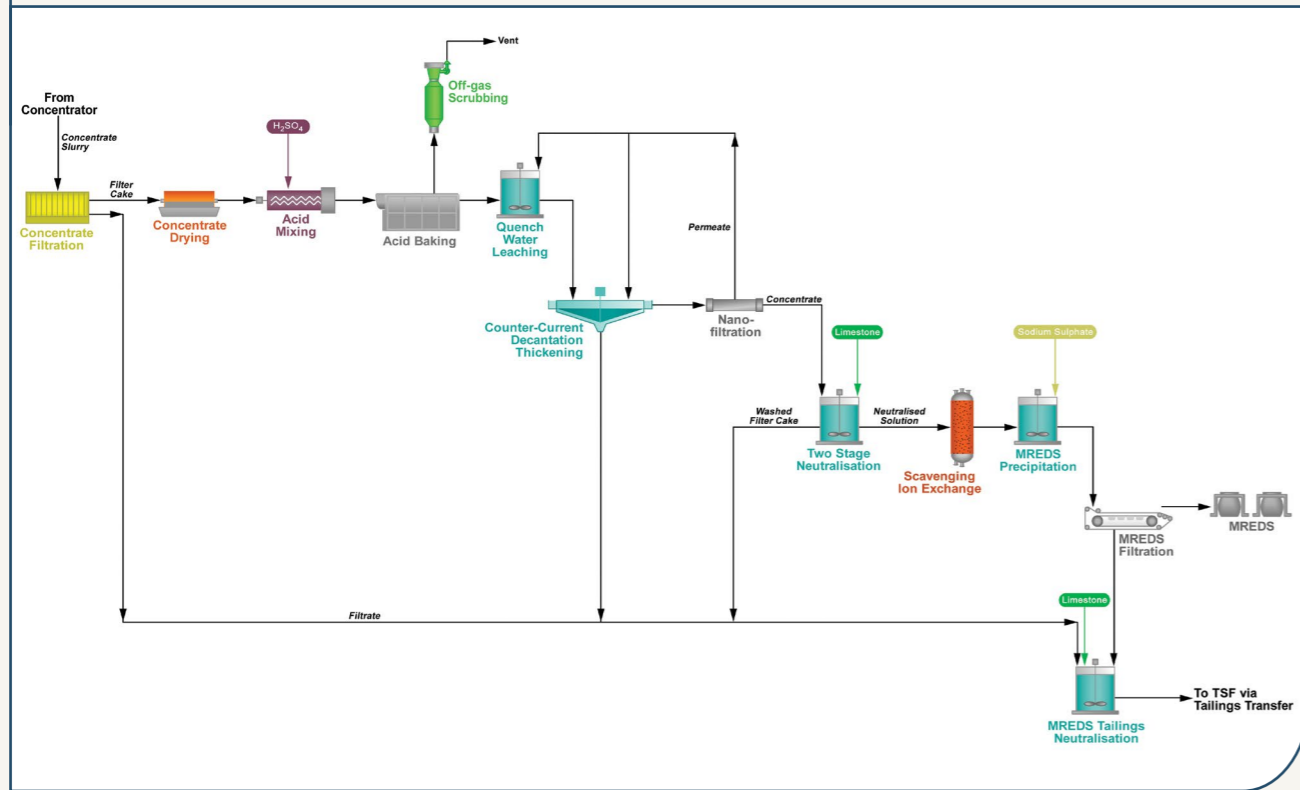 Vent
Off-gas
Scrubbing
From
Concentrator
H₂SO₄
Concentrate
Slurry
Filter
Cake
Concentrate
Filtration
Concentrate
Drying
Acid
Mixing
Acid Baking
Quench
Water
Leaching
Permeate
Counter-Current
Decantation
Thickening
Nano-
filtration
Concentrate
Limestone
Sodium Sulphate
Washed
Filter Cake
Neutralised
Solution
Two Stage
Neutralisation
Scavenging
Ion Exchange
MREDS
Precipitation
MREDS
Filtration
MREDS
Filtrate
Limestone
MREDS Tailings
Neutralisation
To TSF via
Tailings Transfer